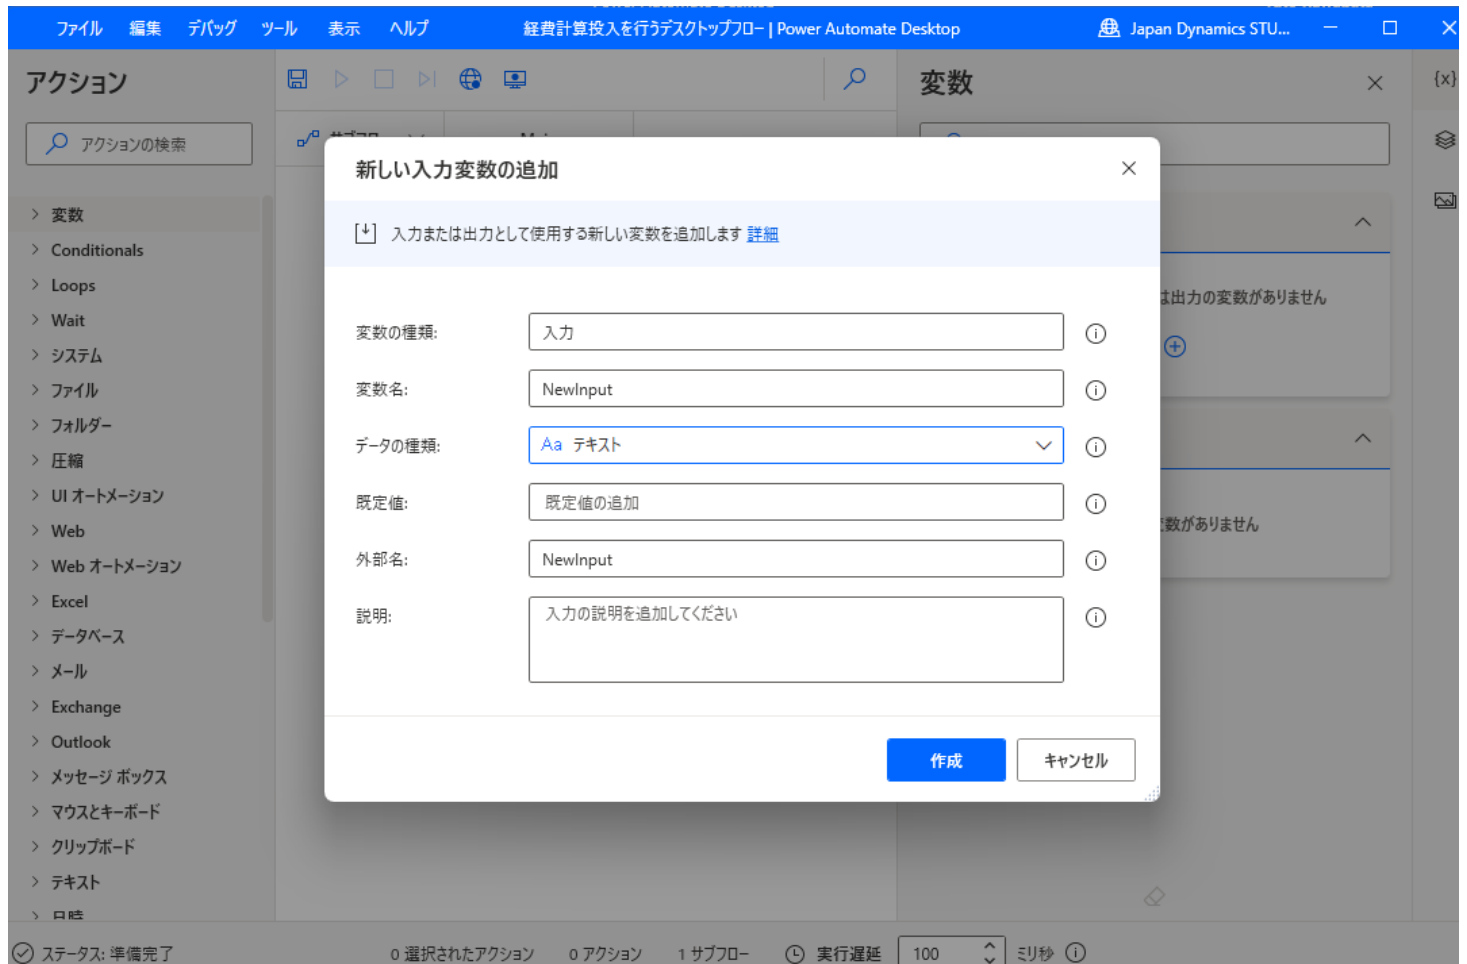 ファイル 編集 デバッグ ツール 表示 ヘルプ 経費計算投入を行うデスクトップフロー | Power Automate Desktop Japan Dynamics STU...
アクション
変数
{x}
アクションの検索
新しい入力変数の追加
入力または出力として使用する新しい変数を追加します 詳細
変数の種類: 入力
変数名: NewInput
データの種類: Aa テキスト
既定値: 既定値の追加
外部名: NewInput
説明: 入力の説明を追加してください
作成 キャンセル
は出力の変数がありません
変数がありません
変数
Conditionals
Loops
Wait
システム
ファイル
フォルダー
圧縮
UI オートメーション
Web
Web オートメーション
Excel
データベース
メール
Exchange
Outlook
メッセージ ボックス
マウスとキーボード
クリップボード
テキスト
日時
ステータス: 準備完了 0 選択されたアクション 0 アクション 1 サブフロー 実行遅延 100 ミリ秒